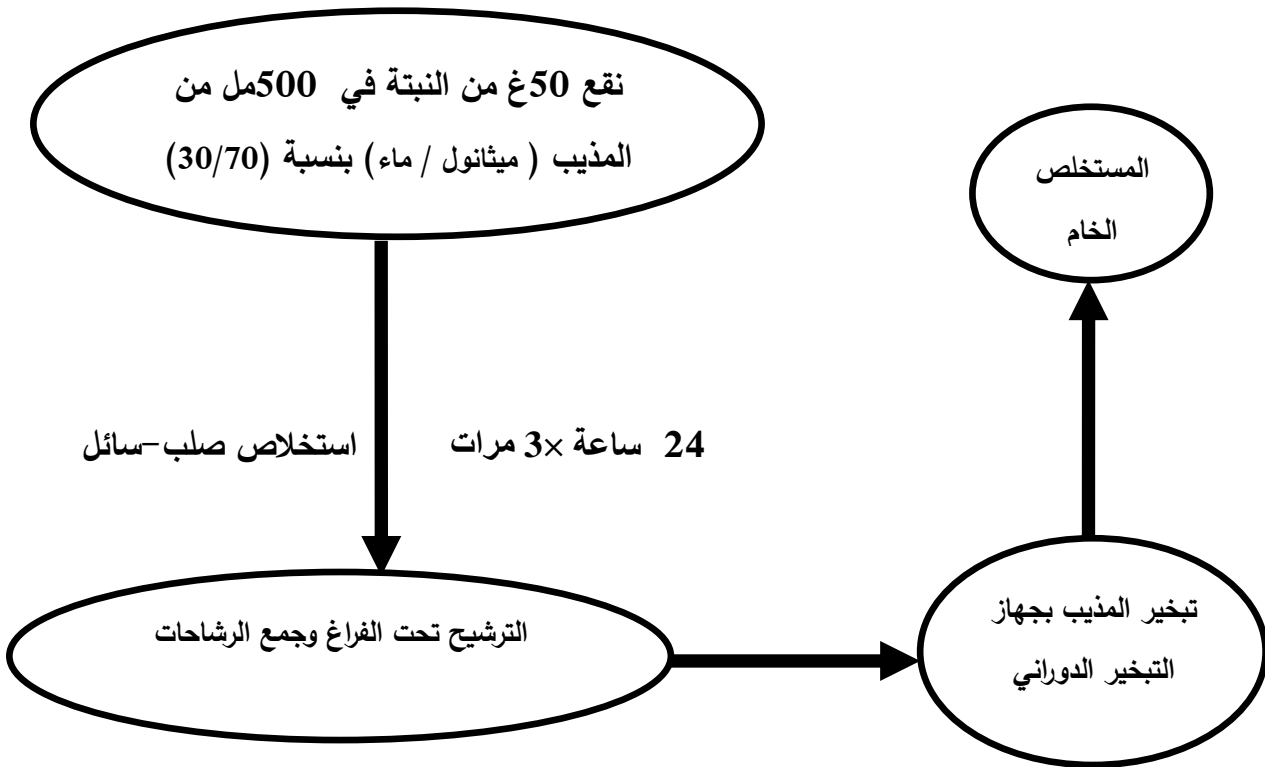 نقع 50غ من النبتة في 500مل من
المذيب ( ميثانول / ماء) بنسبة (30/70)
استخلاص صلب-سائل
24 ساعة ×3 مرات
الترشيح تحت الفراغ وجمع الرشاحات
تبخير المذيب بجهاز
التبخير الدوراني
المستخلص
الخام